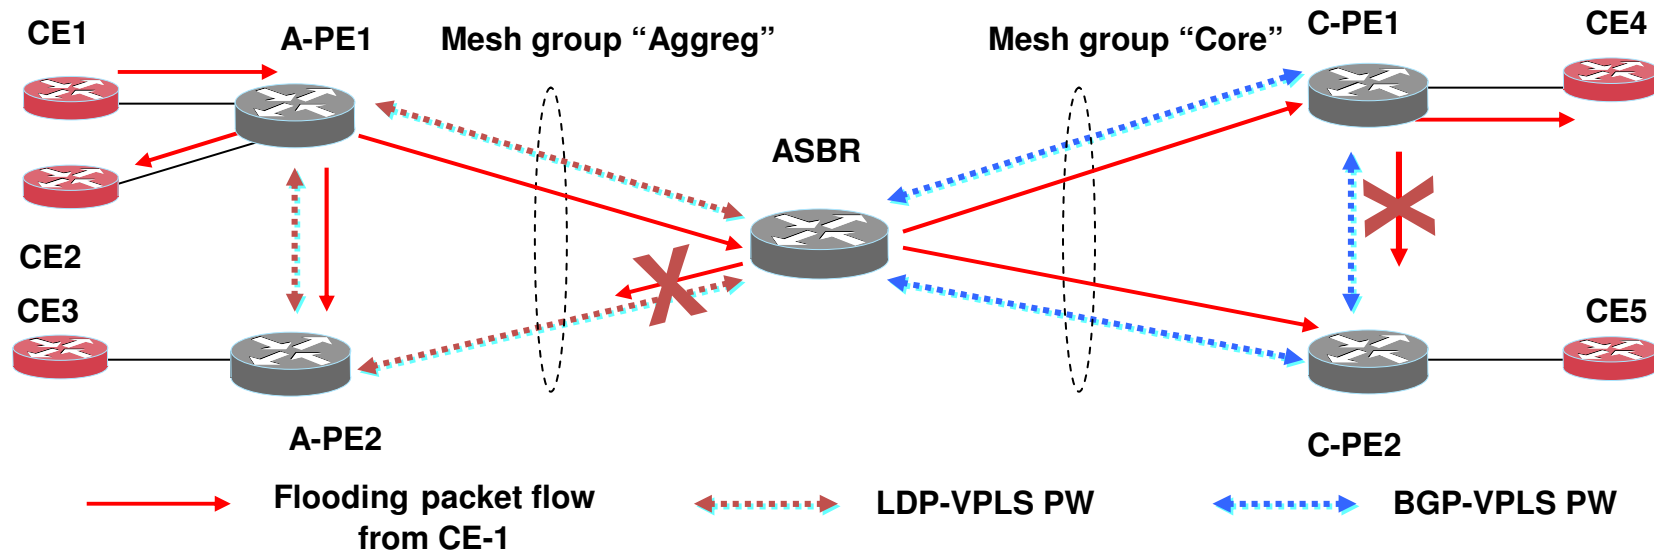 CE1
A-PE1
Mesh group “Aggreg”
Mesh group “Core”
C-PE1
CE4
ASBR
CE2
CE3
CE5
A-PE2
C-PE2
Flooding packet flow
from CE-1
LDP-VPLS PW
BGP-VPLS PW